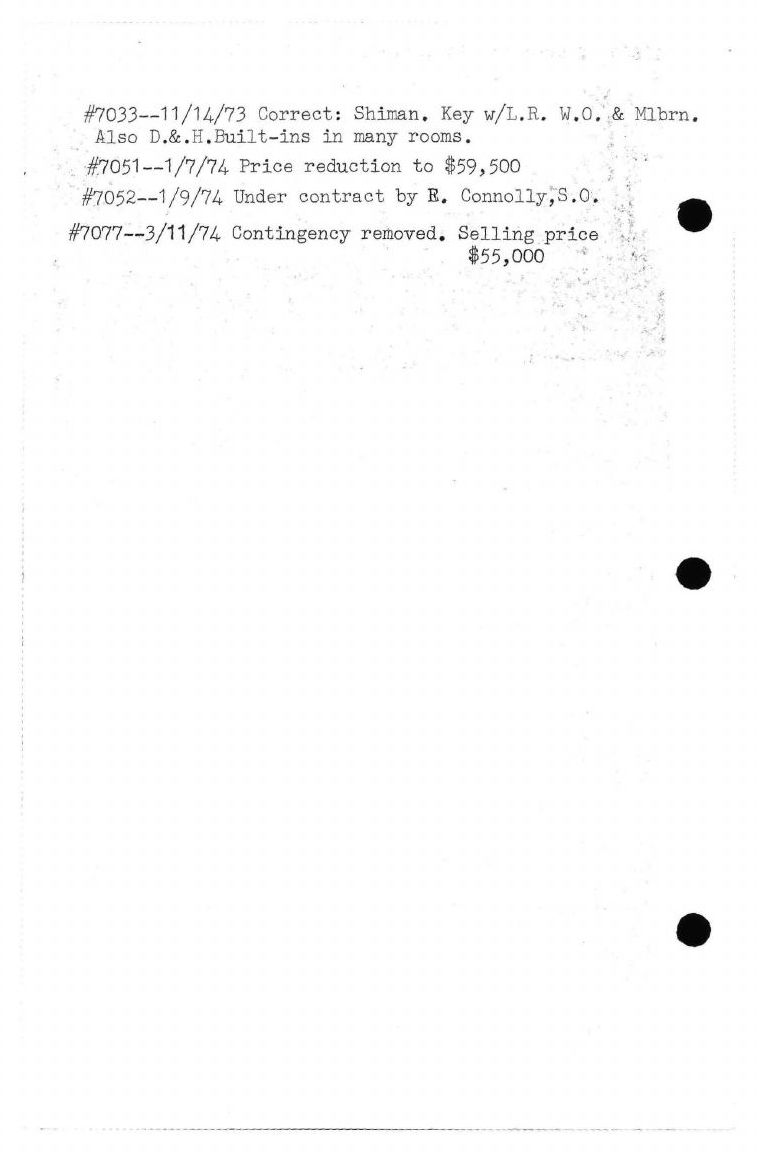 #7033--11/14/73 Correct: Shiman. Key w/L.R. W.O. & Mlbrn.
Also D.&.H.Built-ins in many rooms.
#7051--1/7/74 Price reduction to $59,500
#7052--1/9/74 Under contract by E. Connolly,S.O.
#7077--3/11/74 Contingency removed. Selling price
$55,000